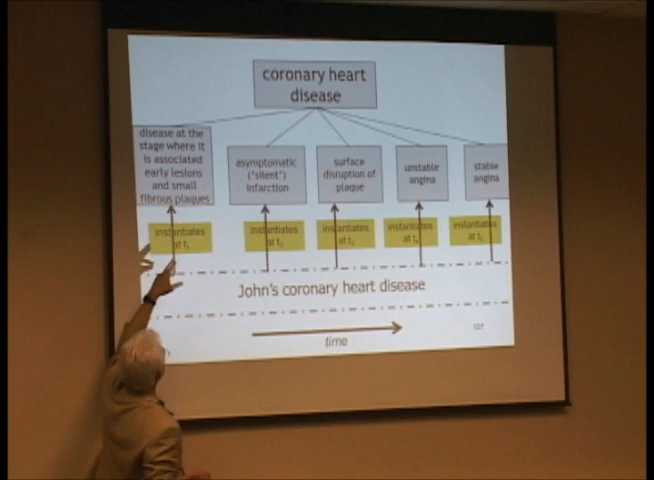 coronary heart
disease
disease at the
stage where it
is associated
early lesions
and small
fibrous plaques
asymptomatic
('silent')
infarction
surface
disruption of
plaque
unstable
angina
stable
angina
instantiates
at t₁
instantiates
at t₂
instantiates
at t₃
instantiates
at t₄
instantiates
at t₅
John's coronary heart disease
time
107